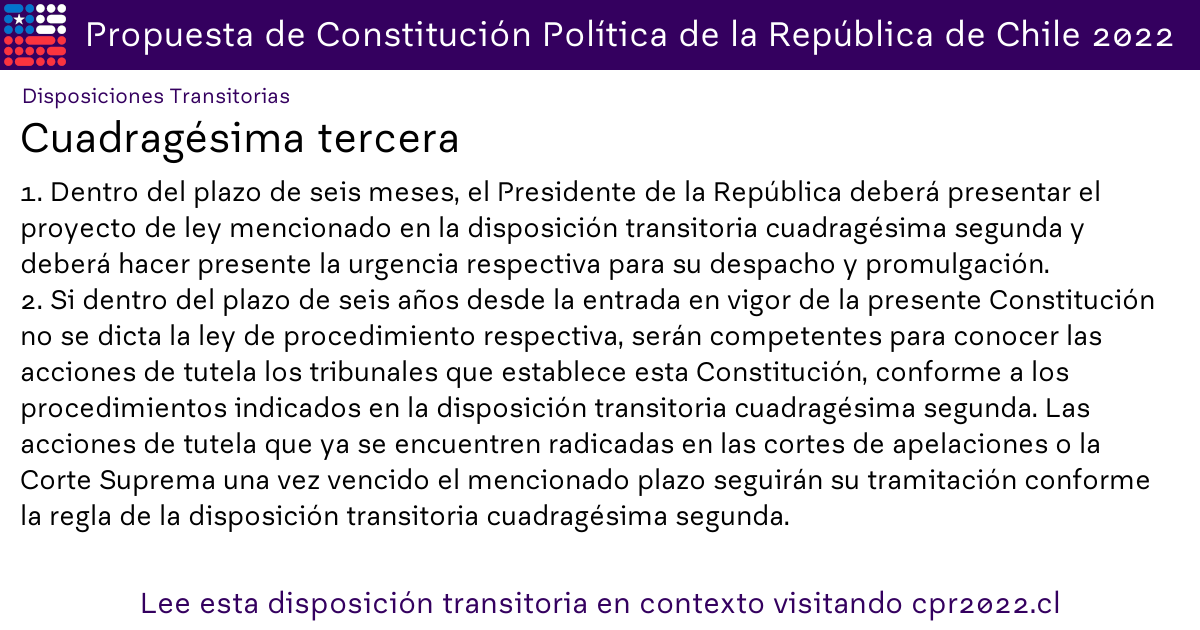 Propuesta de Constitución Política de la República de Chile 2022
Disposiciones Transitorias
Cuadragésima tercera
1. Dentro del plazo de seis meses, el Presidente de la República deberá presentar el
proyecto de ley mencionado en la disposición transitoria cuadragésima segunda y
deberá hacer presente la urgencia respectiva para su despacho y promulgación.
2. Si dentro del plazo de seis años desde la entrada en vigor de la presente Constitución
no se dicta la ley de procedimiento respectiva, serán competentes para conocer las
acciones de tutela los tribunales que establece esta Constitución, conforme a los
procedimientos indicados en la disposición transitoria cuadragésima segunda. Las
acciones de tutela que ya se encuentren radicadas en las cortes de apelaciones o la
Corte Suprema una vez vencido el mencionado plazo seguirán su tramitación conforme
la regla de la disposición transitoria cuadragésima segunda.
Lee esta disposición transitoria en contexto visitando cpr2022.cl